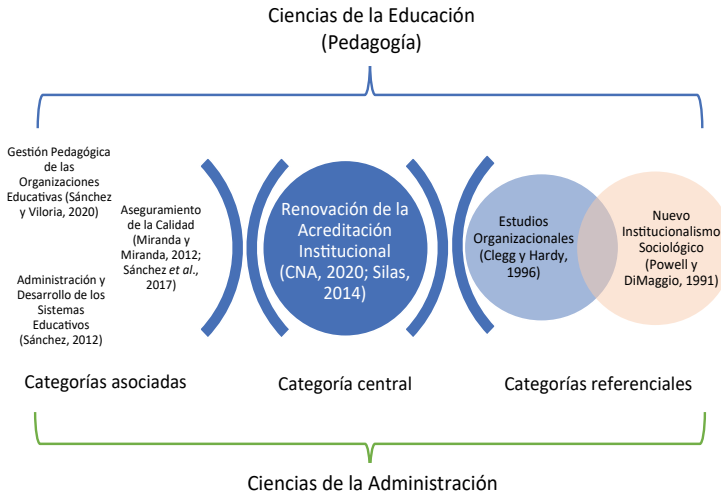 Ciencias de la Educación
(Pedagogía)
Gestión Pedagógica
de las
Organizaciones
Educativas (Sánchez
y Viloria, 2020)
Administración y
Desarrollo de los
Sistemas
Educativos
(Sánchez, 2012)
Aseguramiento
de la Calidad
(Miranda y
Miranda, 2012;
Sánchez et al.,
2017)
Renovación de la
Acreditación
Institucional
(CNA, 2020; Silas,
2014)
Estudios
Organizacionales
(Clegg y Hardy,
1996)
Nuevo
Institucionalismo
Sociológico
(Powell y
DiMaggio, 1991)
Categorías asociadas
Categoría central
Categorías referenciales
Ciencias de la Administración